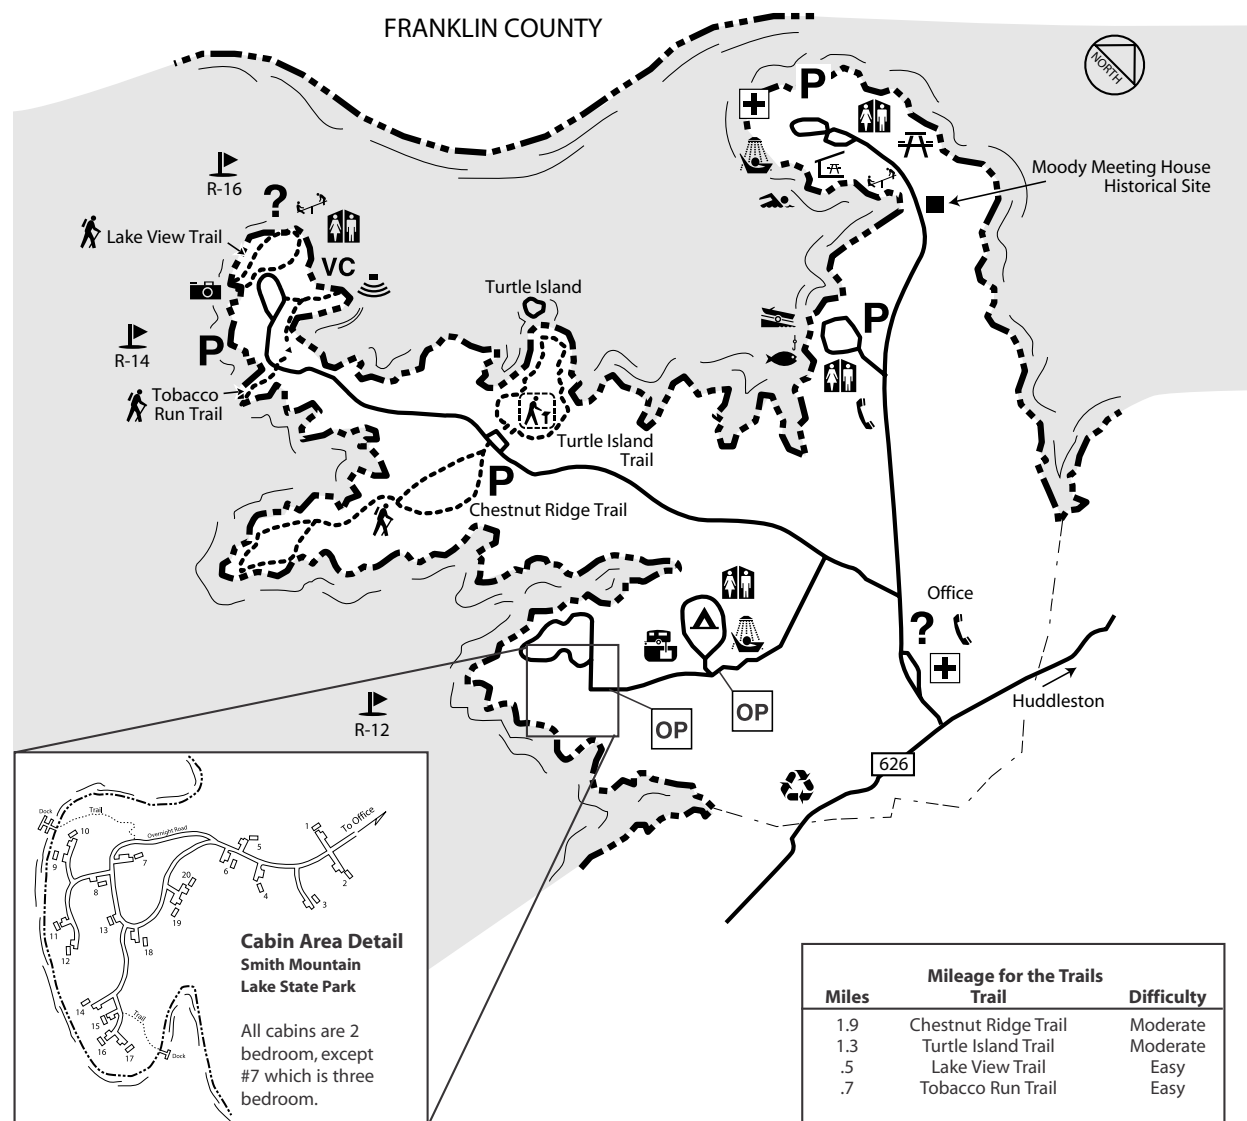 FRANKLIN COUNTY
NORTH
P
Moody Meeting House
Historical Site
R-16
?
Lake View Trail
VC
Turtle Island
P
R-14
P
Tobacco
Run Trail
Turtle Island
Trail
P
Chestnut Ridge Trail
Office
?
Huddleston
OP
OP
R-12
626
Dock
Trail
10
Overnight Road
1
To Office
5
9
7
6
2
8
20
4
3
11
13
19
12
18
Cabin Area Detail
Smith Mountain
Lake State Park
14
Trail
15
16
17
Dock
All cabins are 2
bedroom, except
#7 which is three
bedroom.
Mileage for the Trails
Miles Trail Difficulty
1.9 Chestnut Ridge Trail Moderate
1.3 Turtle Island Trail Moderate
.5 Lake View Trail Easy
.7 Tobacco Run Trail Easy